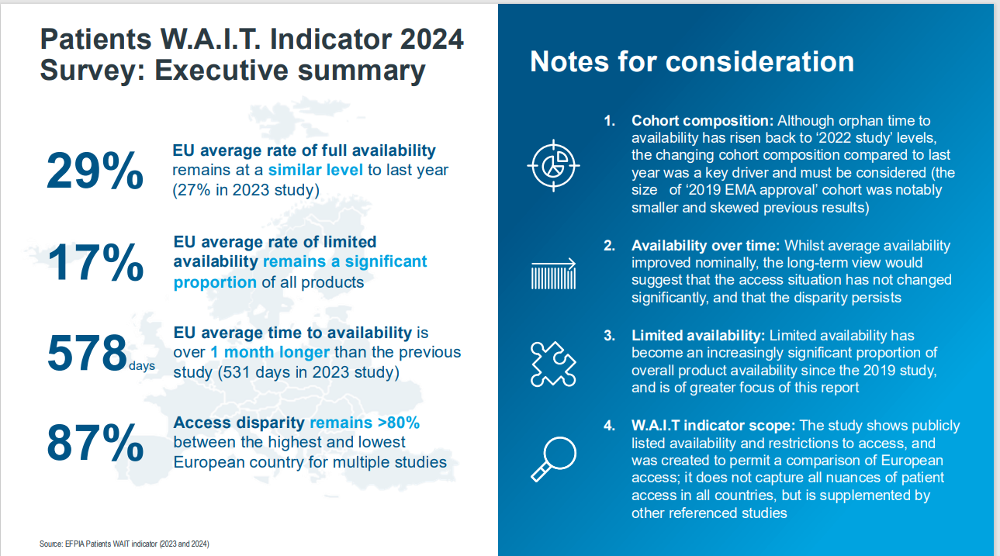 Patients W.A.I.T. Indicator 2024
Survey: Executive summary
29%
EU average rate of full availability
remains at a similar level to last year
(27% in 2023 study)
17%
EU average rate of limited
availability remains a significant
proportion of all products
578 days
EU average time to availability is
over 1 month longer than the previous
study (531 days in 2023 study)
87%
Access disparity remains >80%
between the highest and lowest
European country for multiple studies
Source: EFPIA Patients WAIT indicator (2023 and 2024)
Notes for consideration
1. Cohort composition: Although orphan time to
availability has risen back to ‘2022 study’ levels,
the changing cohort composition compared to last
year was a key driver and must be considered (the
size of ‘2019 EMA approval’ cohort was notably
smaller and skewed previous results)
2. Availability over time: Whilst average availability
improved nominally, the long-term view would
suggest that the access situation has not changed
significantly, and that the disparity persists
3. Limited availability: Limited availability has
become an increasingly significant proportion of
overall product availability since the 2019 study,
and is of greater focus of this report
4. W.A.I.T indicator scope: The study shows publicly
listed availability and restrictions to access, and
was created to permit a comparison of European
access; it does not capture all nuances of patient
access in all countries, but is supplemented by
other referenced studies